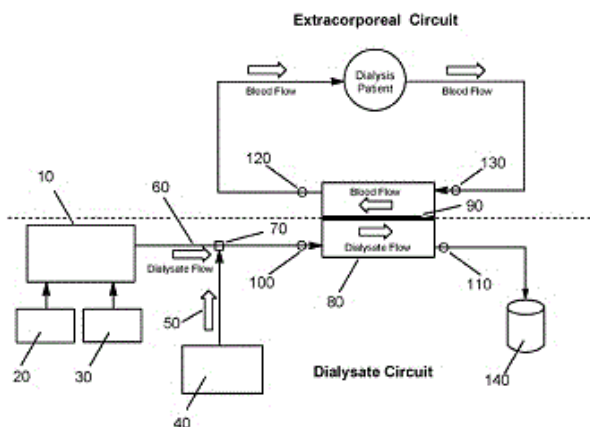 Extracorporeal Circuit
Dialysis
Patient
Blood Flow
Blood Flow
120
130
10
60
70
Blood Flow
90
Dialysate Flow
Dialysate Flow
100
80
110
50
20
30
40
Dialysate Circuit
140